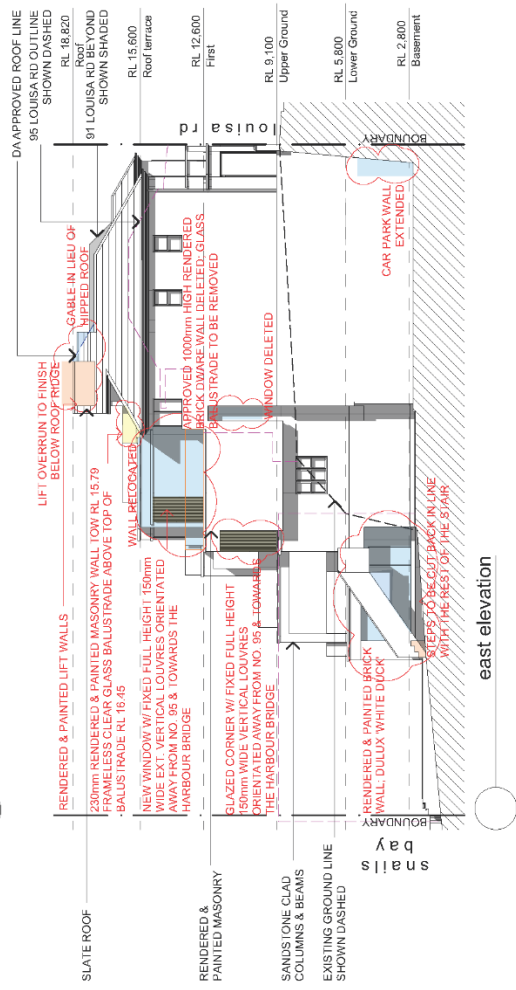 DA APPROVED ROOF LINE
95 LOUISA RD OUTLINE
SHOWN DASHED
RL 18,820
Roof
91 LOUISA RD BEYOND
SHOWN SHADED
RL 15,600
Roof terrace
RL 12,600
First
RL 9,100
Upper Ground
RL 5,800
Lower Ground
RL 2,800
Basement
LIFT OVERRUN TO FINISH
BELOW ROOF RIDGE
GABLE IN LIEU OF
HIPPED ROOF
RENDERED & PAINTED LIFT WALLS
230mm RENDERED & PAINTED MASONRY WALL TOW RL 15.79
FRAMELESS CLEAR GLASS BALUSTRADE ABOVE TOP OF
BALUSTRADE RL 16.45
WALL RELOCATED
NEW WINDOW W/ FIXED FULL HEIGHT 150mm
WIDE EXT. VERTICAL LOUVRES ORIENTATED
AWAY FROM NO. 95 & TOWARDS THE
HARBOUR BRIDGE
APPROVED 1000mm HIGH RENDERED
BRICK DWARF WALL DELETED; GLASS
BALUSTRADE TO BE REMOVED
GLAZED CORNER W/ FIXED FULL HEIGHT
150mm WIDE VERTICAL LOUVRES
ORIENTATED AWAY FROM NO. 95 & TOWARDS
THE HARBOUR BRIDGE
WINDOW DELETED
RENDERED & PAINTED BRICK
WALL; DULUX 'WHITE DUCK'
STEPS TO BE CUT BACK IN LINE
WITH THE REST OF THE STAIR
CAR PARK WALL
EXTENDED
louisa rd
BOUNDARY
SLATE ROOF
RENDERED &
PAINTED MASONRY
SANDSTONE CLAD
COLUMNS & BEAMS
EXISTING GROUND LINE
SHOWN DASHED
snails
bay
BOUNDARY
east elevation